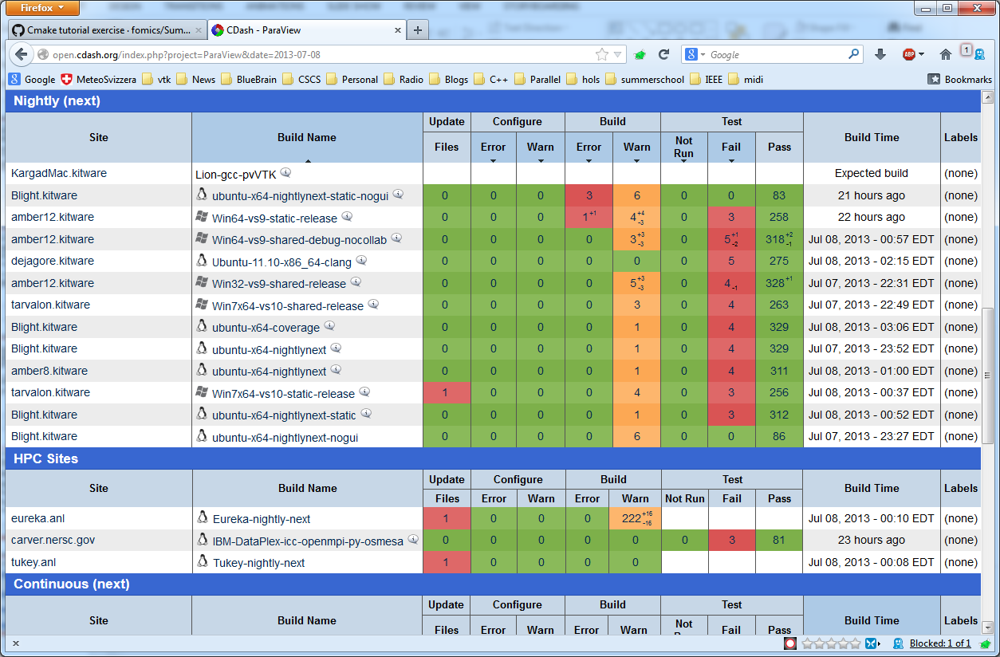 Firefox
Cmake tutorial exercise · fomics/Sum... × CDash - ParaView × +
open.cdash.org/index.php?project=ParaView&date=2013-07-08 Google ABP 1
Google MeteoSvizzera vtk News BlueBrain CSCS Personal Radio Blogs C++ Parallel hols summerschool IEEE midi Bookmarks
Nightly (next)
Site Build Name Update Configure Build Test Build Time Labels
Files Error Warn Error Warn Not Run Fail Pass
KargadMac.kitware Lion-gcc-pvVTK Expected build (none)
Blight.kitware ubuntu-x64-nightlynext-static-nogui 0 0 0 3 6 0 0 83 21 hours ago (none)
amber12.kitware Win64-vs9-static-release 0 0 0 1 +1 4 +4 -3 0 3 258 22 hours ago (none)
amber12.kitware Win64-vs9-shared-debug-nocollab 0 0 0 0 3 +3 -3 0 5 +1 -2 318 +2 -1 Jul 08, 2013 - 00:57 EDT (none)
dejagore.kitware Ubuntu-11.10-x86_64-clang 0 0 0 0 0 0 5 275 Jul 08, 2013 - 02:15 EDT (none)
amber12.kitware Win32-vs9-shared-release 0 0 0 0 5 +3 -3 0 4 -1 328 +1 Jul 07, 2013 - 22:31 EDT (none)
tarvalon.kitware Win7x64-vs10-shared-release 0 0 0 0 3 0 4 263 Jul 07, 2013 - 22:49 EDT (none)
Blight.kitware ubuntu-x64-coverage 0 0 0 0 1 0 4 329 Jul 08, 2013 - 03:06 EDT (none)
Blight.kitware ubuntu-x64-nightlynext 0 0 0 0 1 0 4 329 Jul 07, 2013 - 23:52 EDT (none)
amber8.kitware ubuntu-x64-nightlynext 0 0 0 0 1 0 4 311 Jul 08, 2013 - 01:00 EDT (none)
tarvalon.kitware Win7x64-vs10-static-release 1 0 0 0 4 0 3 256 Jul 08, 2013 - 00:37 EDT (none)
Blight.kitware ubuntu-x64-nightlynext-static 0 0 0 0 1 0 3 312 Jul 08, 2013 - 00:52 EDT (none)
Blight.kitware ubuntu-x64-nightlynext-nogui 0 0 0 0 6 0 0 86 Jul 07, 2013 - 23:27 EDT (none)
HPC Sites
Site Build Name Update Configure Build Test Build Time Labels
Files Error Warn Error Warn Not Run Fail Pass
eureka.anl Eureka-nightly-next 1 0 0 0 222 +16 -16 Jul 08, 2013 - 00:10 EDT (none)
carver.nersc.gov IBM-DataPlex-icc-openmpi-py-osmesa 0 0 0 0 0 0 3 81 23 hours ago (none)
tukey.anl Tukey-nightly-next 1 0 0 0 0 Jul 08, 2013 - 00:08 EDT (none)
Continuous (next)
Site Build Name Update Configure Build Test Build Time Labels
Files Error Warn Error Warn Not Fail Pass
× Blocked: 1 of 1